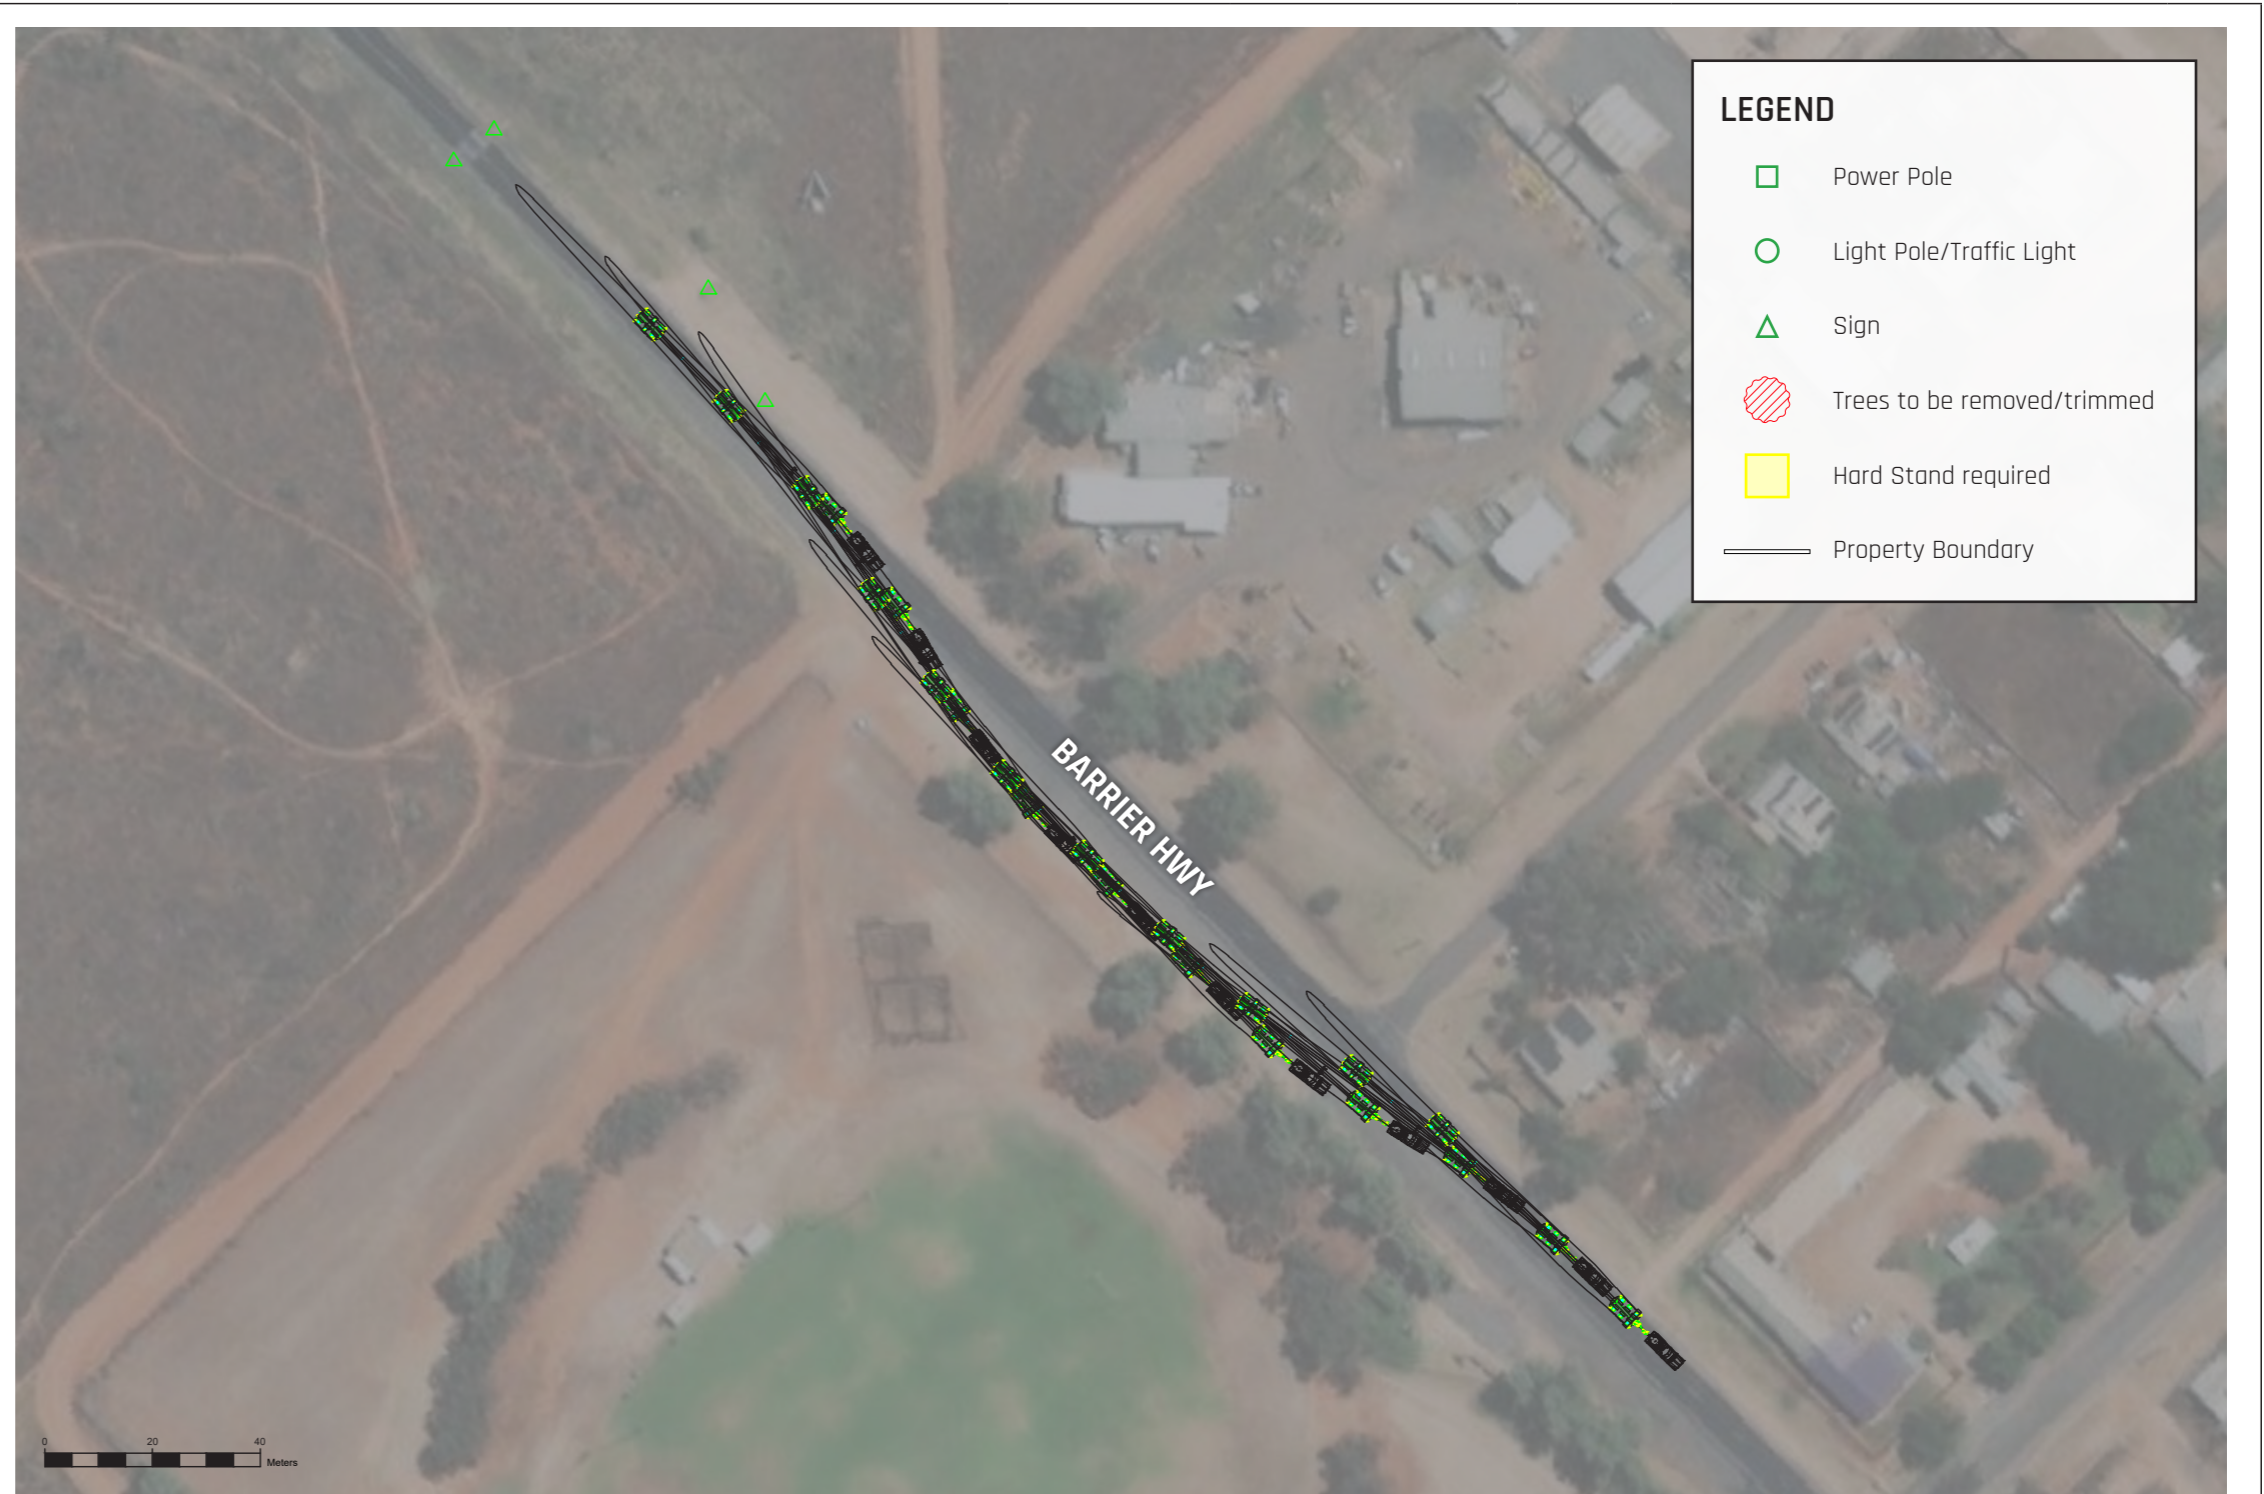 LEGEND
Power Pole
Light Pole/Traffic Light
Sign
Trees to be removed/trimmed
Hard Stand required
Property Boundary
BARRIER HWY
0 20 40
Meters